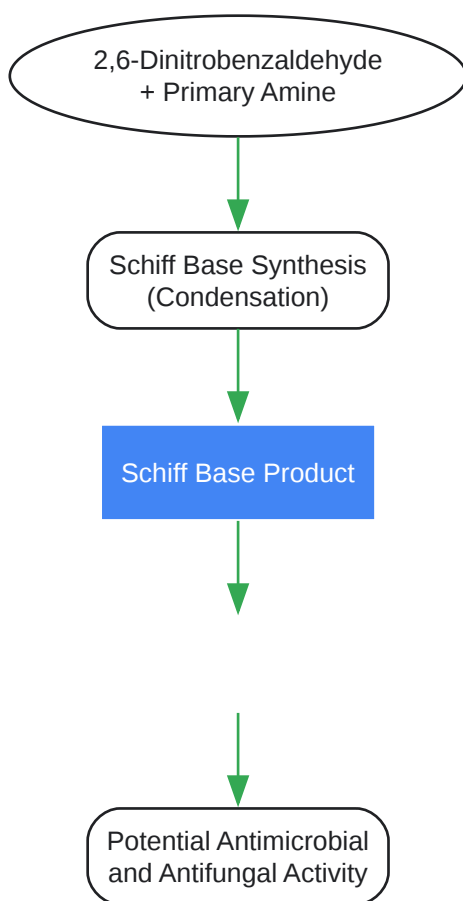 2,6-Dinitrobenzaldehyde
+ Primary Amine
Schiff Base Synthesis
(Condensation)
Schiff Base Product
Potential Antimicrobial
and Antifungal Activity